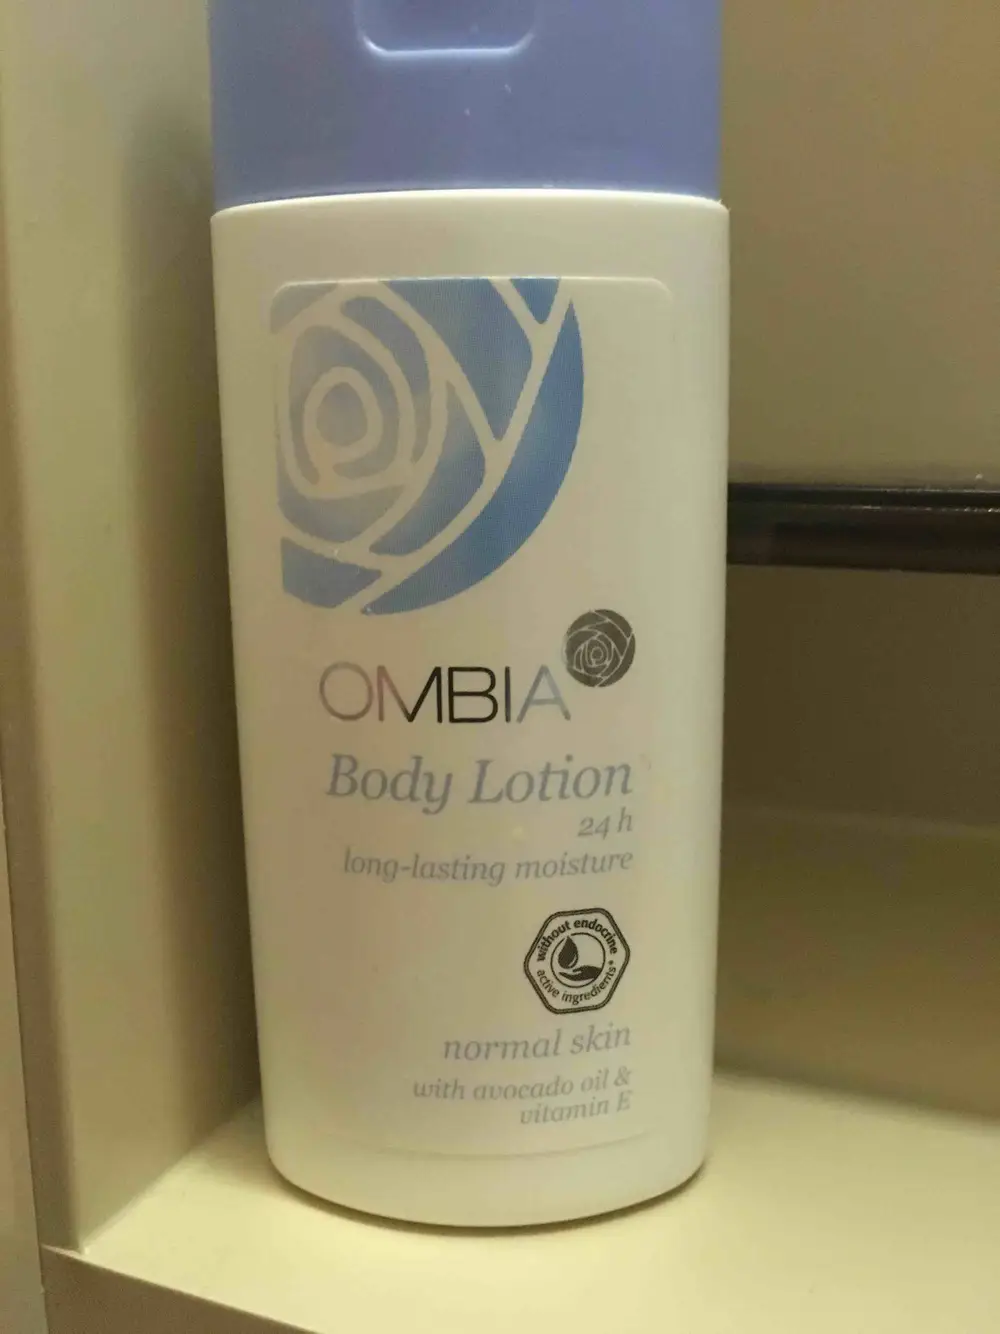 OMBIA
Body Lotion
24 h
long-lasting moisture
without endocrine
active ingredients*
normal skin
with avocado oil &
vitamin E